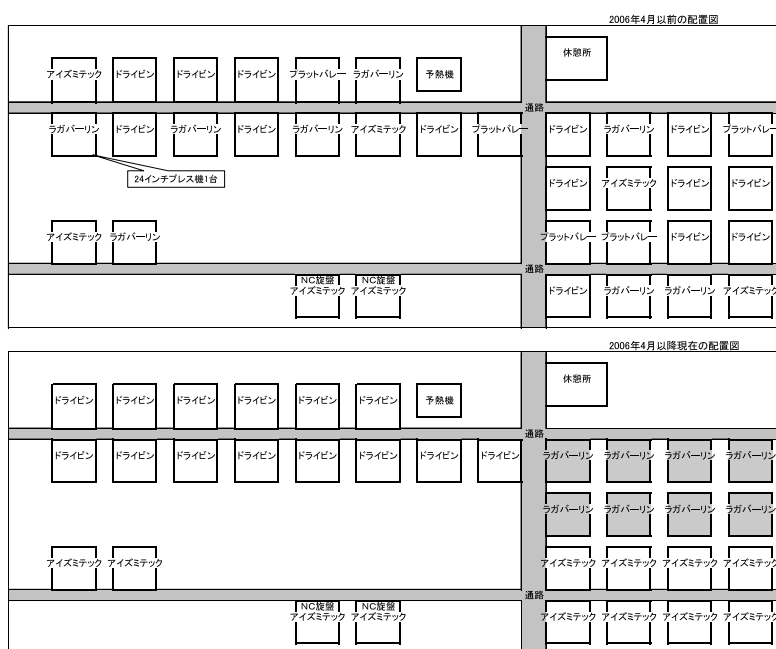 2006年4月以前の配置図
休憩所
アイズミテック ドライビン ドライビン ドライビン フラットバレー ラガバーリン 予熱機
通路
ラガバーリン ドライビン ラガバーリン ドライビン ラガバーリン アイズミテック ドライビン フラットバレー ドライビン ラガバーリン ドライビン フラットバレー
24インチプレス機1台
ドライビン アイズミテック ドライビン ドライビン
アイズミテック ラガバーリン フラットバレー フラットバレー ドライビン ドライビン
通路
NC旋盤 NC旋盤
アイズミテック アイズミテック ドライビン ラガバーリン ラガバーリン アイズミテック
2006年4月以降現在の配置図
休憩所
ドライビン ドライビン ドライビン ドライビン ドライビン ドライビン 予熱機
通路
ドライビン ドライビン ドライビン ドライビン ドライビン ドライビン ドライビン ドライビン ラガバーリン ラガバーリン ラガバーリン ラガバーリン
ラガバーリン ラガバーリン ラガバーリン ラガバーリン
アイズミテック アイズミテック アイズミテック アイズミテック アイズミテック アイズミテック
通路
NC旋盤 NC旋盤
アイズミテック アイズミテック アイズミテック アイズミテック アイズミテック アイズミテック